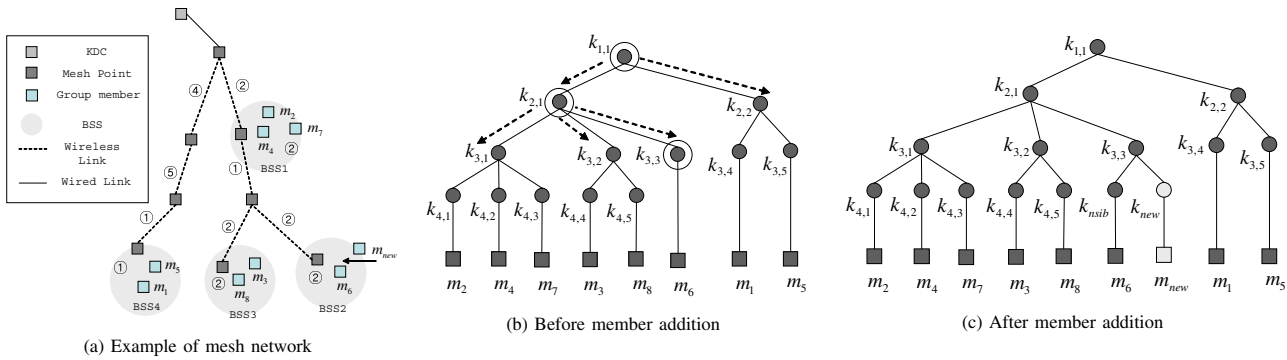 KDC
Mesh Point
Group member
BSS
Wireless Link
Wired Link
④
②
⑤
①
①
②
②
m2
m7
m4
②
BSS1
①
m5
m1
BSS4
②
m3
m8
BSS3
②
mnew
m6
BSS2
(a) Example of mesh network
k1,1
k2,1
k2,2
k3,1
k3,2
k3,3
k3,4
k3,5
k4,1
k4,2
k4,3
k4,4
k4,5
m2 m4 m7 m3 m8 m6 m1 m5
(b) Before member addition
k1,1
k2,1
k2,2
k3,1
k3,2
k3,3
k3,4
k3,5
k4,1
k4,2
k4,3
k4,4
k4,5
knsib
knew
m2 m4 m7 m3 m8 m6 mnew m1 m5
(c) After member addition